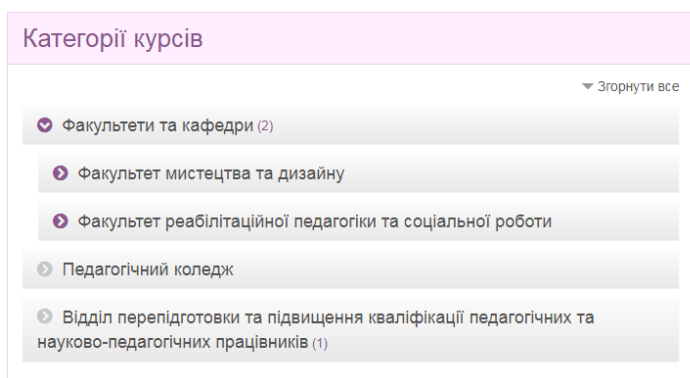 Категорії курсів
Згорнути все
Факультети та кафедри (2)
Факультет мистецтва та дизайну
Факультет реабілітаційної педагогіки та соціальної роботи
Педагогічний коледж
Відділ перепідготовки та підвищення кваліфікації педагогічних та
науково-педагогічних працівників (1)